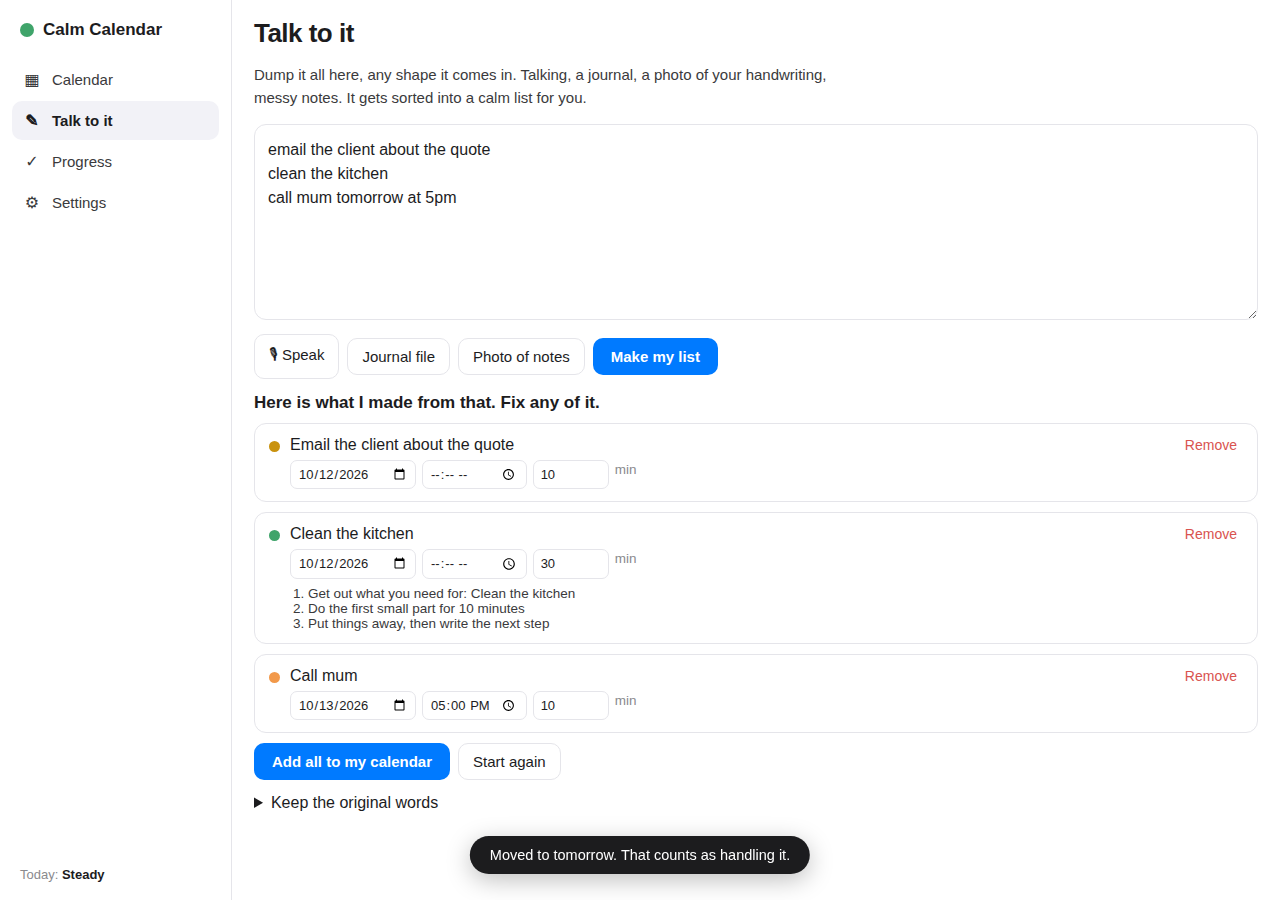 Calm Calendar
Calendar
Talk to it
Progress
Settings
Today: Steady
Talk to it
Dump it all here, any shape it comes in. Talking, a journal, a photo of your handwriting,
messy notes. It gets sorted into a calm list for you.
email the client about the quote
clean the kitchen
call mum tomorrow at 5pm
Speak
Journal file
Photo of notes
Make my list
Here is what I made from that. Fix any of it.
Email the client about the quote
Remove
10/12/2026
--:-- --
10
min
Clean the kitchen
Remove
10/12/2026
--:-- --
30
min
1. Get out what you need for: Clean the kitchen
2. Do the first small part for 10 minutes
3. Put things away, then write the next step
Call mum
Remove
10/13/2026
05:00 PM
10
min
Add all to my calendar
Start again
Keep the original words
Moved to tomorrow. That counts as handling it.